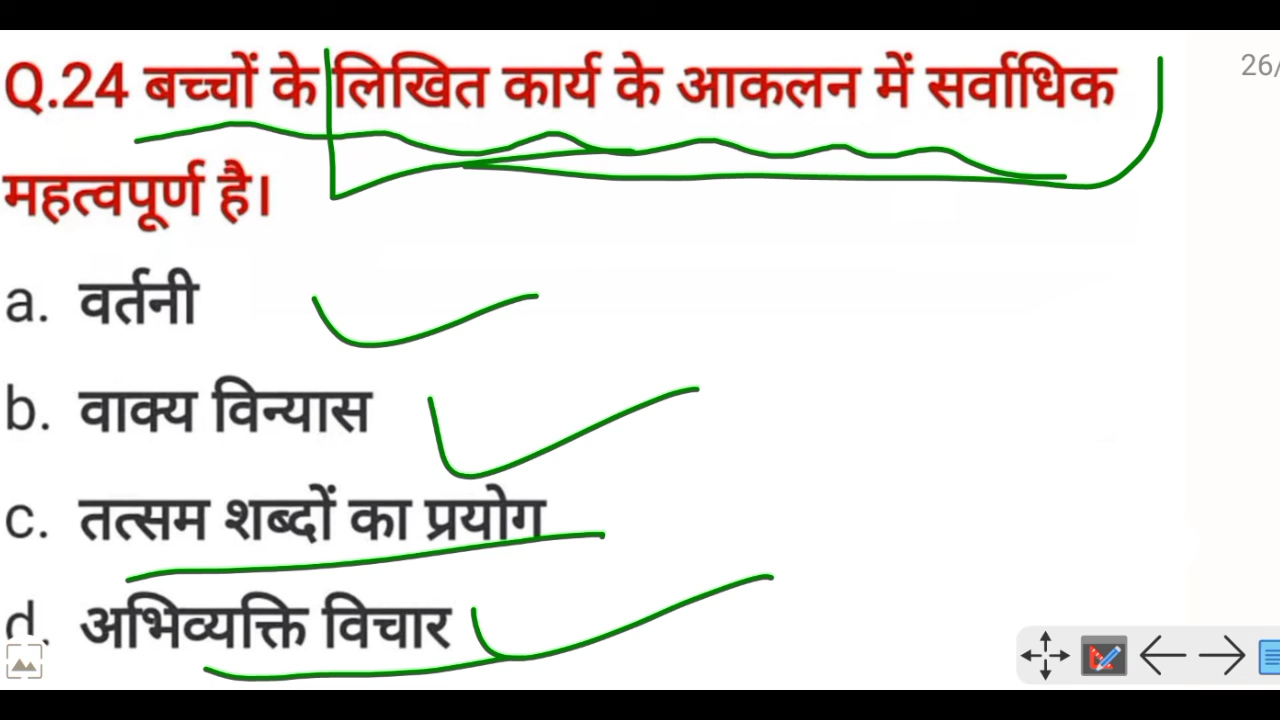 Q.24 बच्चों के लिखित कार्य के आकलन में सर्वाधिक
26/
महत्वपूर्ण है।
a. वर्तनी
b. वाक्य विन्यास
c. तत्सम शब्दों का प्रयोग
d. अभिव्यक्ति विचार